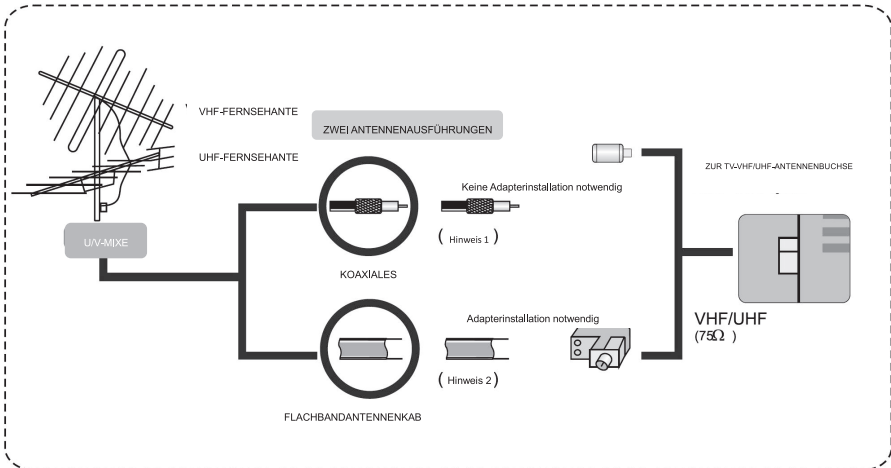 VHF-FERNSEHANTE
ZWEI ANTENNENAUSFÜHRUNGEN
UHF-FERNSEHANTE
ZUR TV-VHF/UHF-ANTENNENBUCHSE
Keine Adapterinstallation notwendig
U/V-MIXE
( Hinweis 1 )
KOAXIALES
Adapterinstallation notwendig
VHF/UHF
(75Ω )
( Hinweis 2 )
FLACHBANDANTENNENKAB